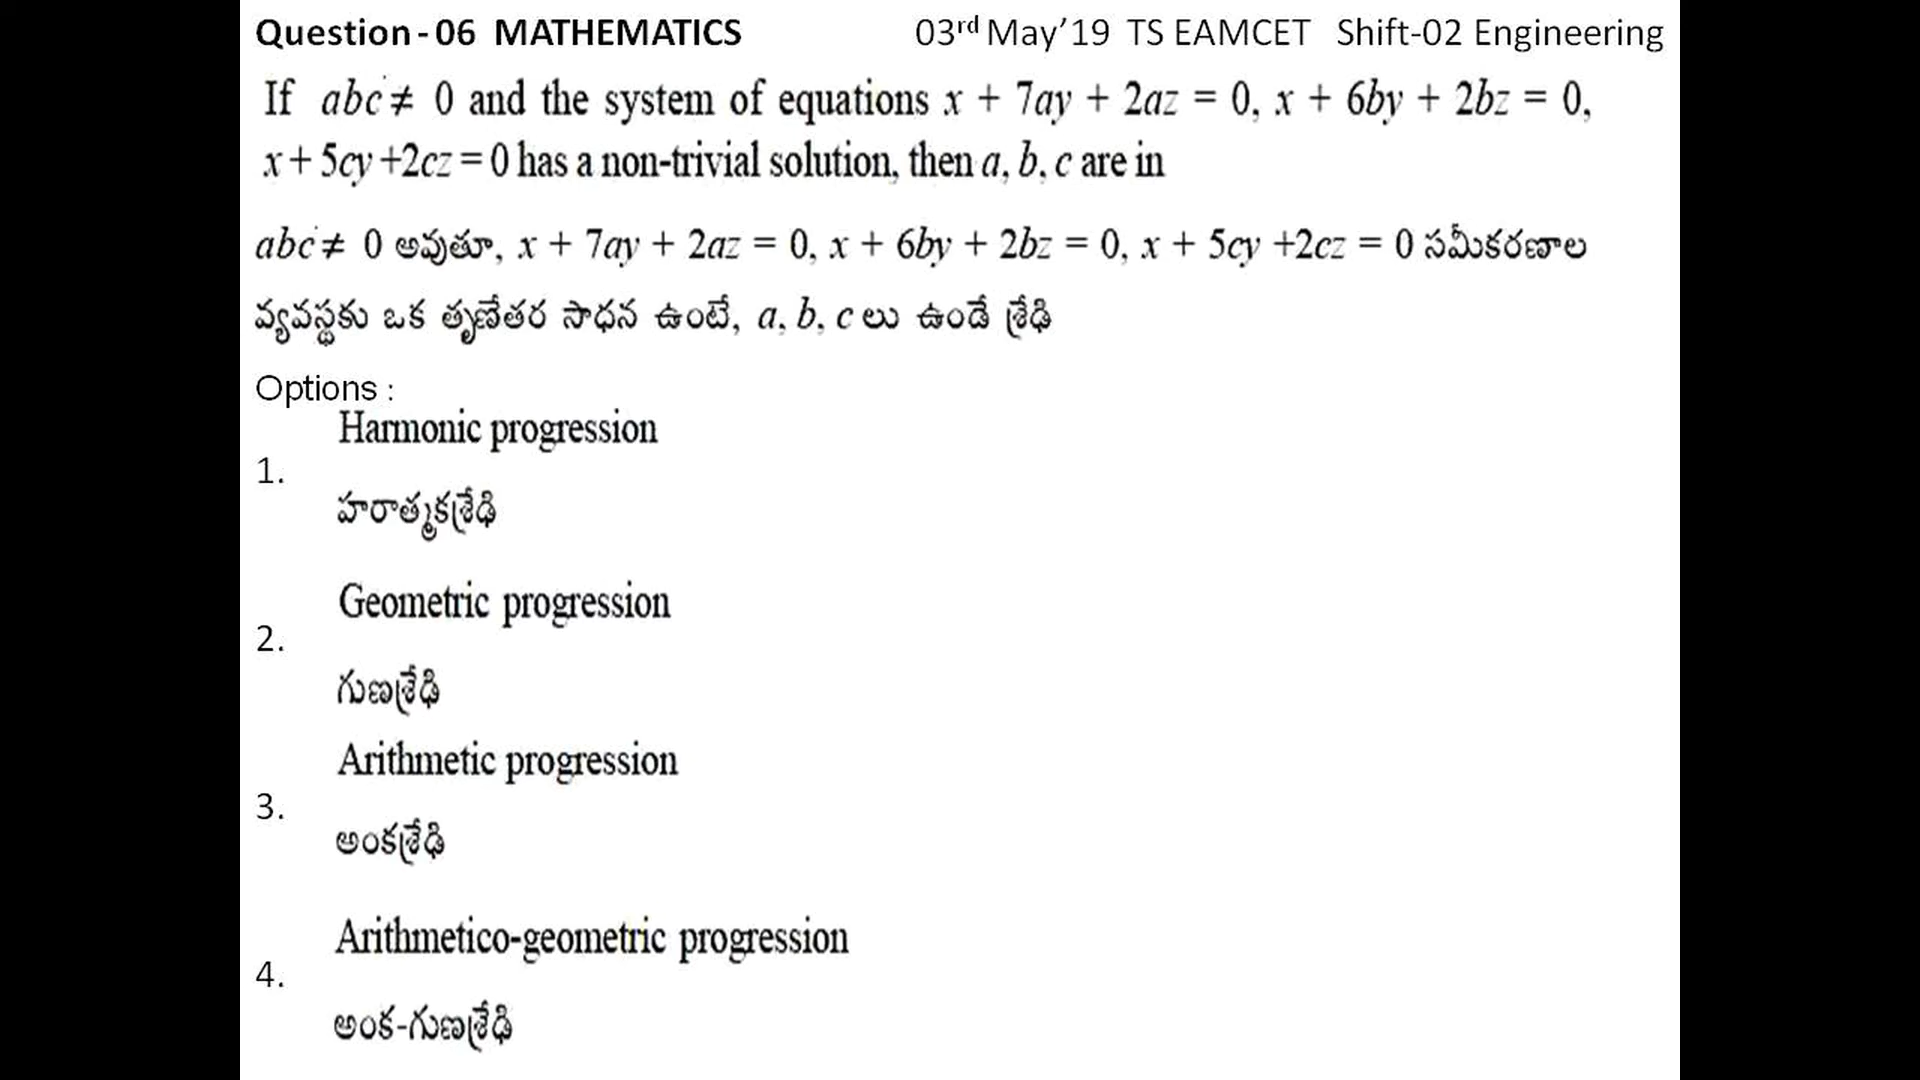 Question - 06 MATHEMATICS 03rd May’19 TS EAMCET Shift-02 Engineering
If abc ≠ 0 and the system of equations x + 7ay + 2az = 0, x + 6by + 2bz = 0,
x + 5cy +2cz = 0 has a non-trivial solution, then a, b, c are in
abc ≠ 0 అవుతూ, x + 7ay + 2az = 0, x + 6by + 2bz = 0, x + 5cy +2cz = 0 సమీకరణాల
వ్యవస్థకు ఒక తృణేతర సాధన ఉంటే, a, b, c లు ఉండే శ్రేఢి
Options :
Harmonic progression
1.
హరాత్మకశ్రేఢి
Geometric progression
2.
గుణశ్రేఢి
Arithmetic progression
3.
అంకశ్రేఢి
Arithmetico-geometric progression
4.
అంక-గుణశ్రేఢి